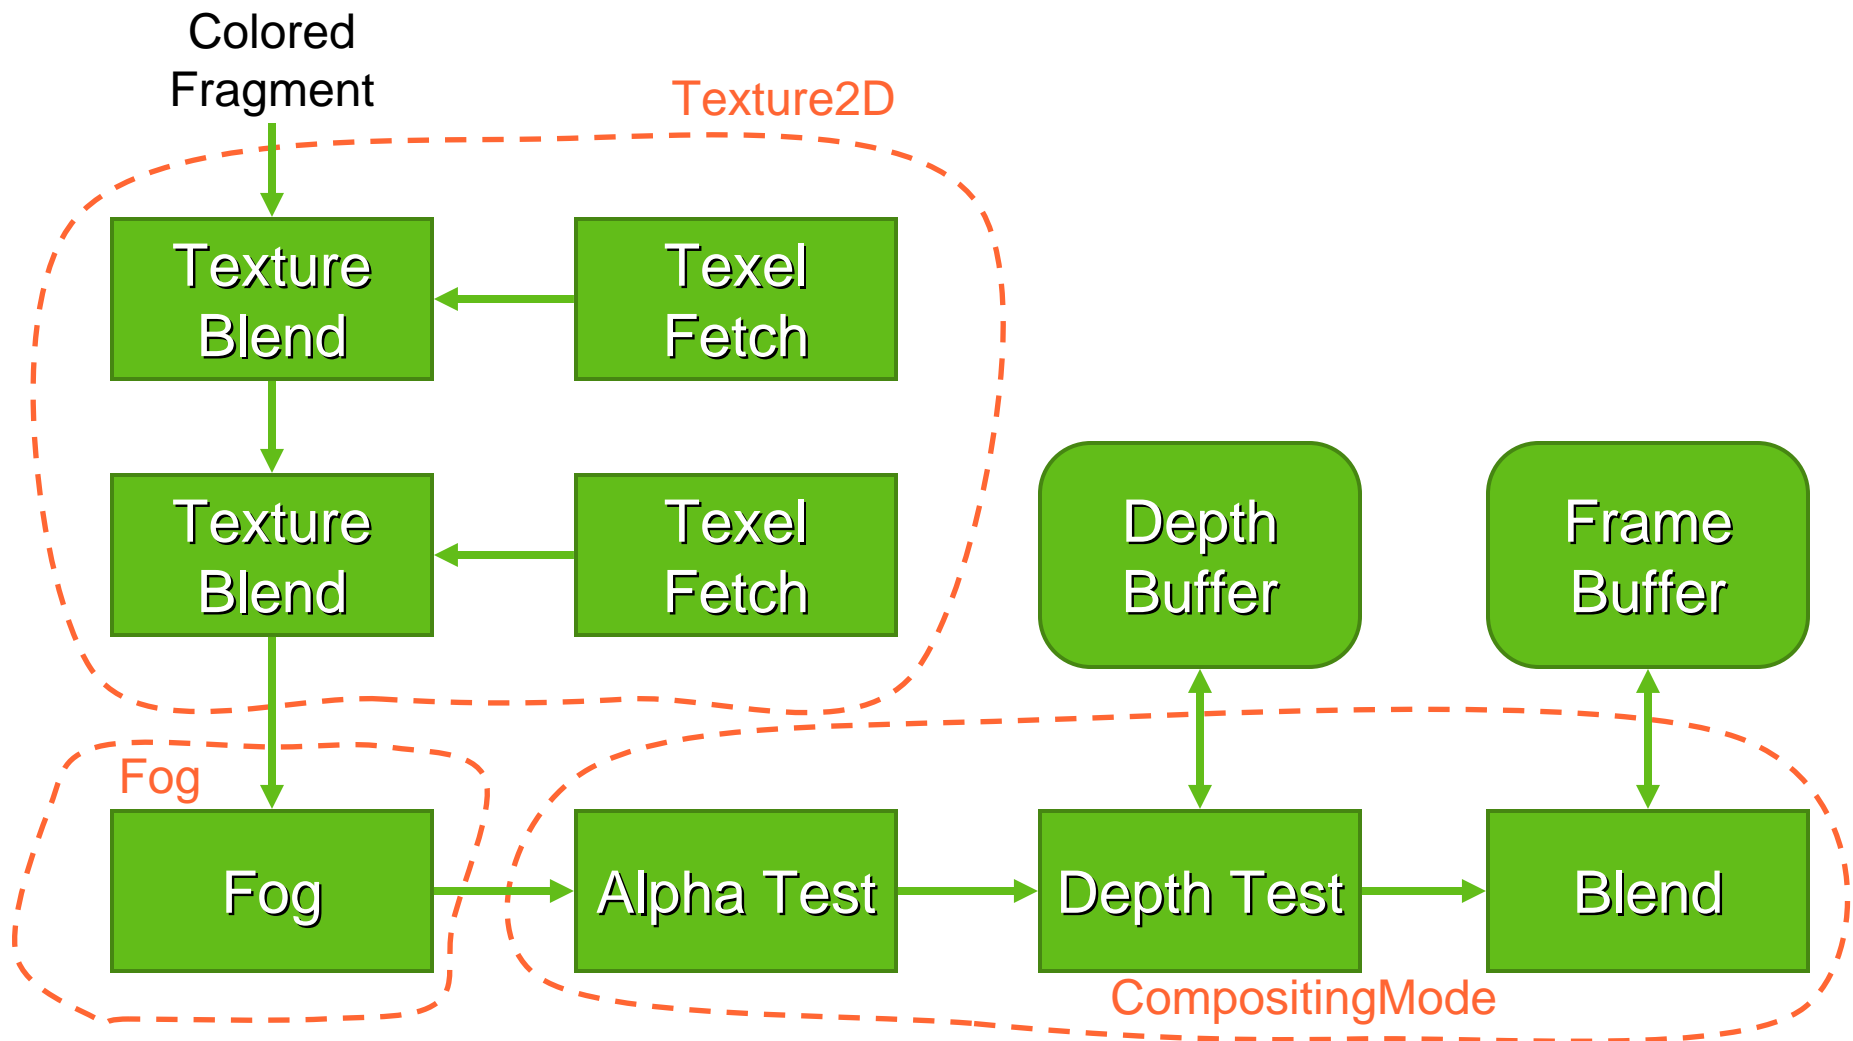 Colored
Fragment
Texture2D
Texture
Blend
Texel
Fetch
Texture
Blend
Texel
Fetch
Depth
Buffer
Frame
Buffer
Fog
Fog
Alpha Test
Depth Test
Blend
CompositingMode